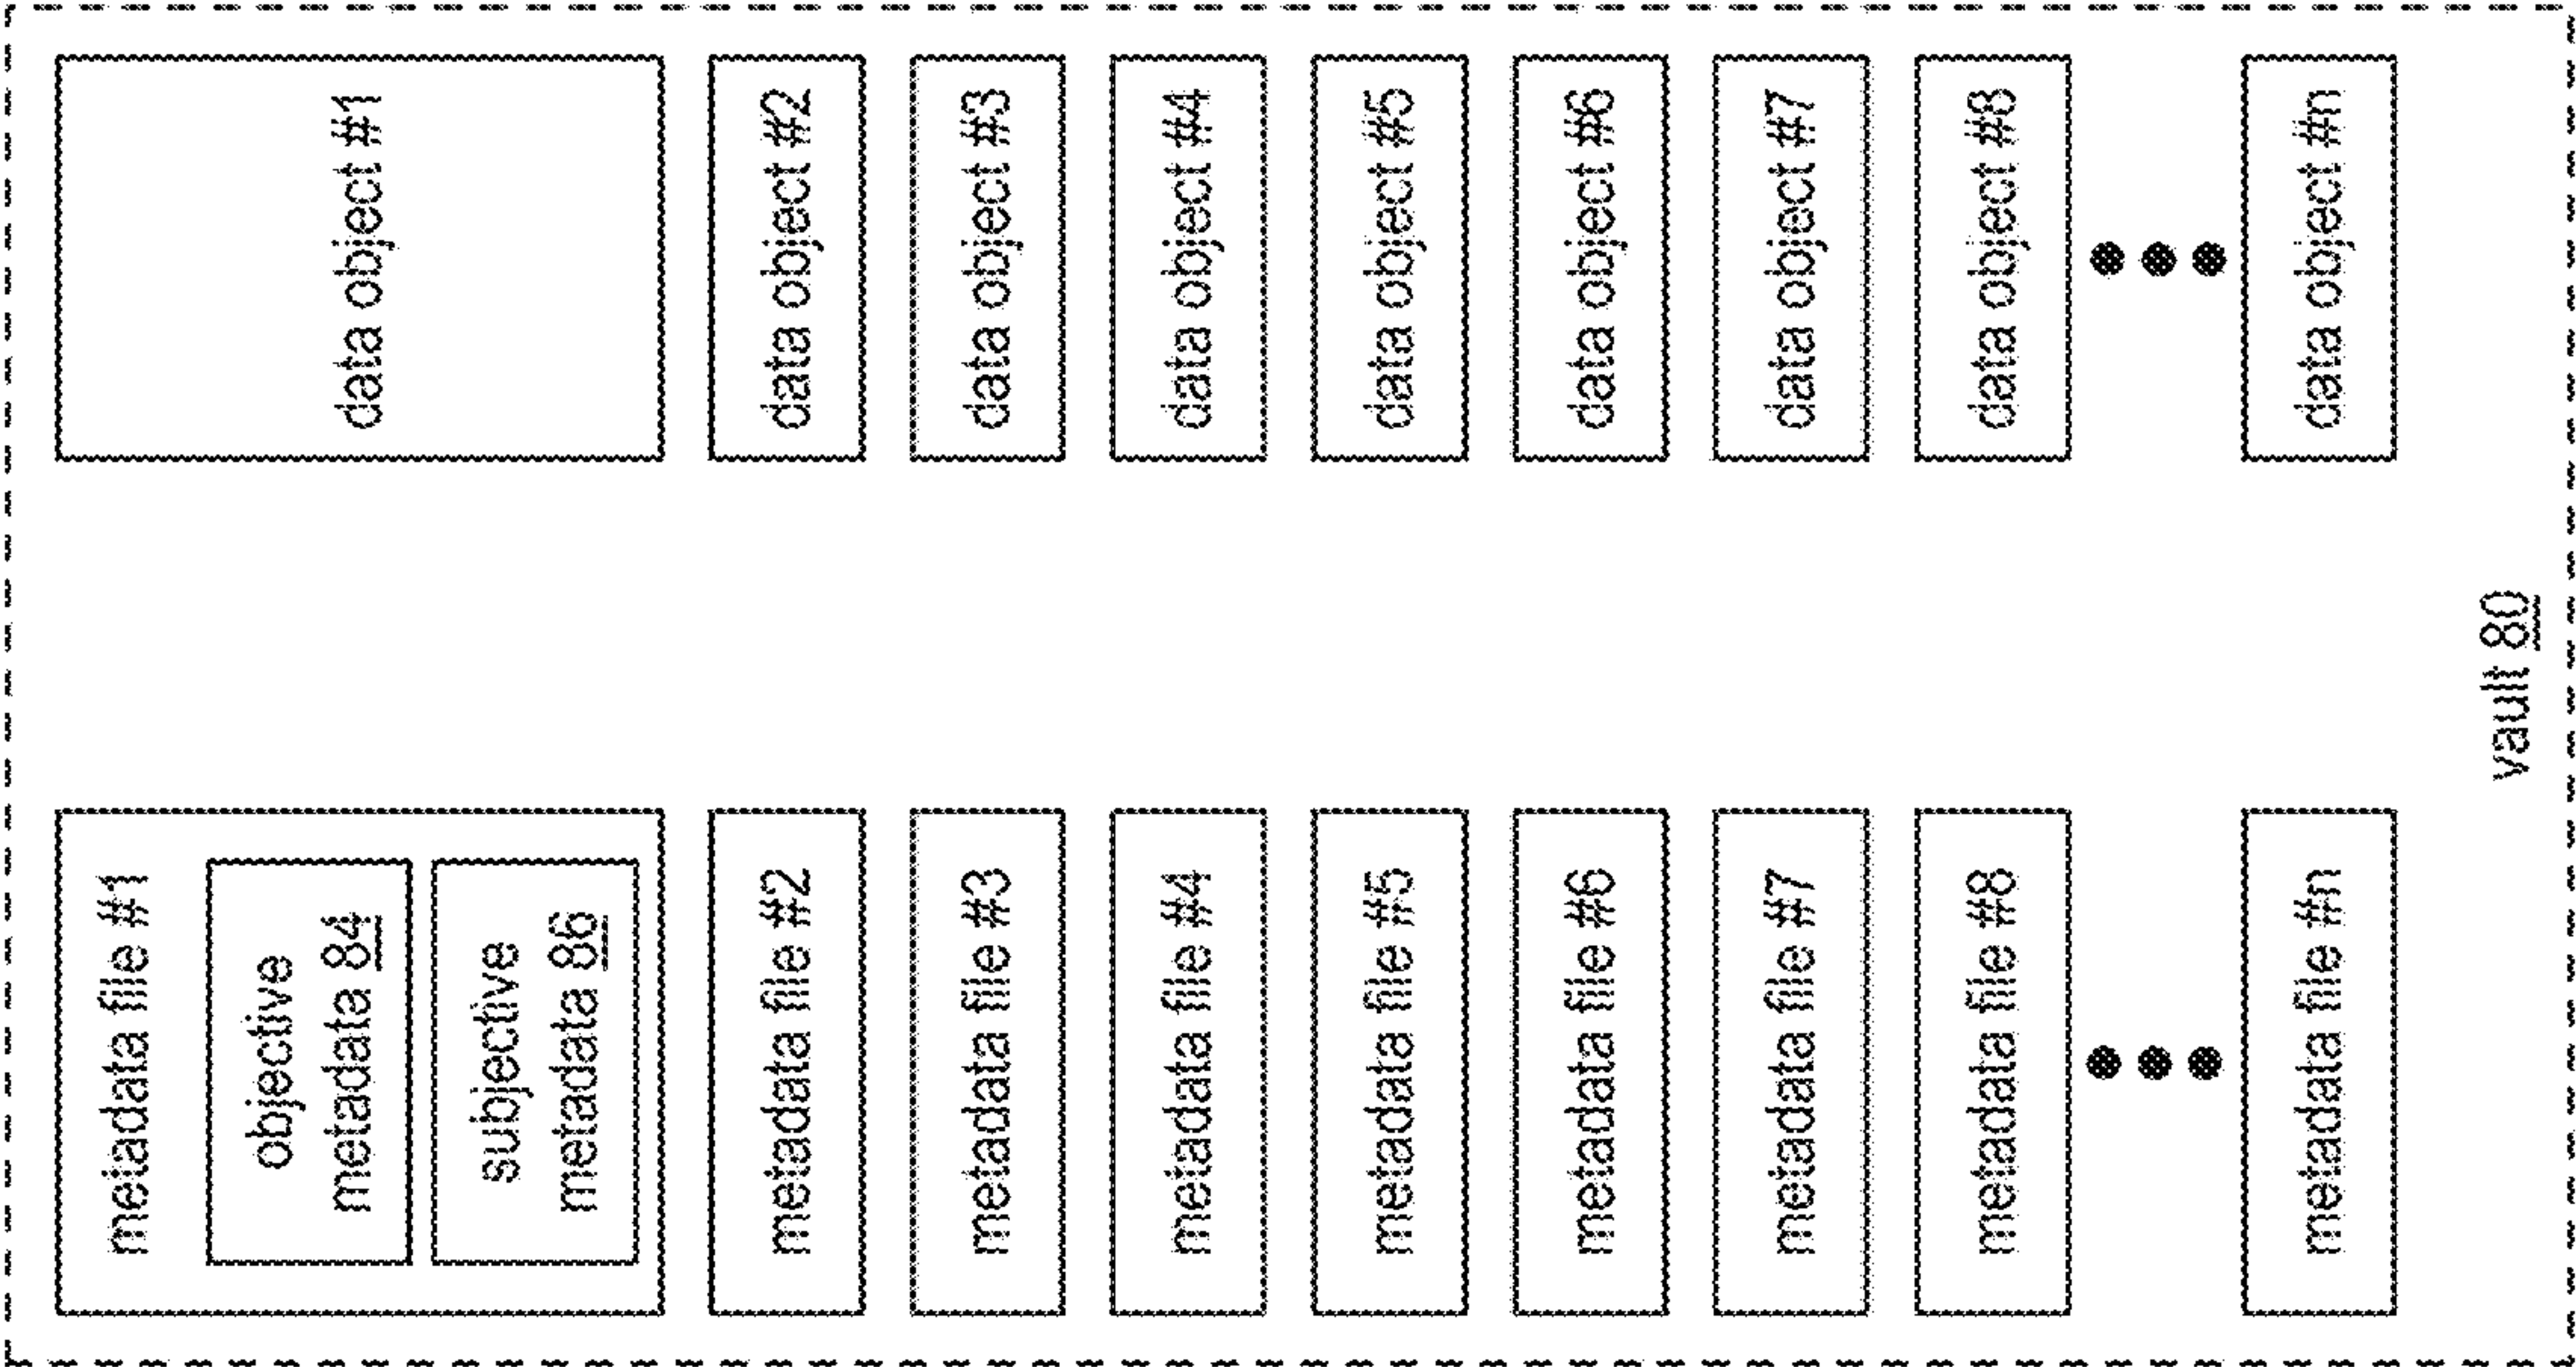 metadata file #1
objective
metadata 84
subjective
metadata 86
data object #1
metadata file #2
data object #2
metadata file #3
data object #3
metadata file #4
data object #4
metadata file #5
data object #5
metadata file #6
data object #6
metadata file #7
data object #7
metadata file #8
data object #8
metadata file #n
data object #n
vault 80